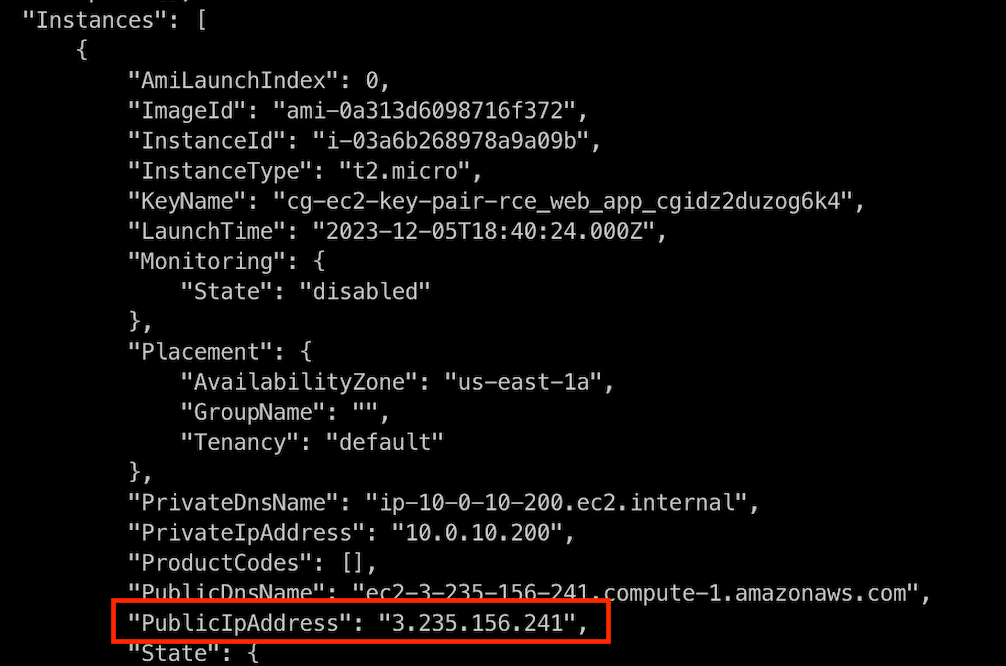 "Instances": [
{
"AmiLaunchIndex": 0,
"ImageId": "ami-0a313d6098716f372",
"InstanceId": "i-03a6b268978a9a09b",
"InstanceType": "t2.micro",
"KeyName": "cg-ec2-key-pair-rce_web_app_cgidz2duzog6k4",
"LaunchTime": "2023-12-05T18:40:24.000Z",
"Monitoring": {
"State": "disabled"
},
"Placement": {
"AvailabilityZone": "us-east-1a",
"GroupName": "",
"Tenancy": "default"
},
"PrivateDnsName": "ip-10-0-10-200.ec2.internal",
"PrivateIpAddress": "10.0.10.200",
"ProductCodes": [],
"PublicDnsName": "ec2-3-235-156-241.compute-1.amazonaws.com",
"PublicIpAddress": "3.235.156.241",
"State": {